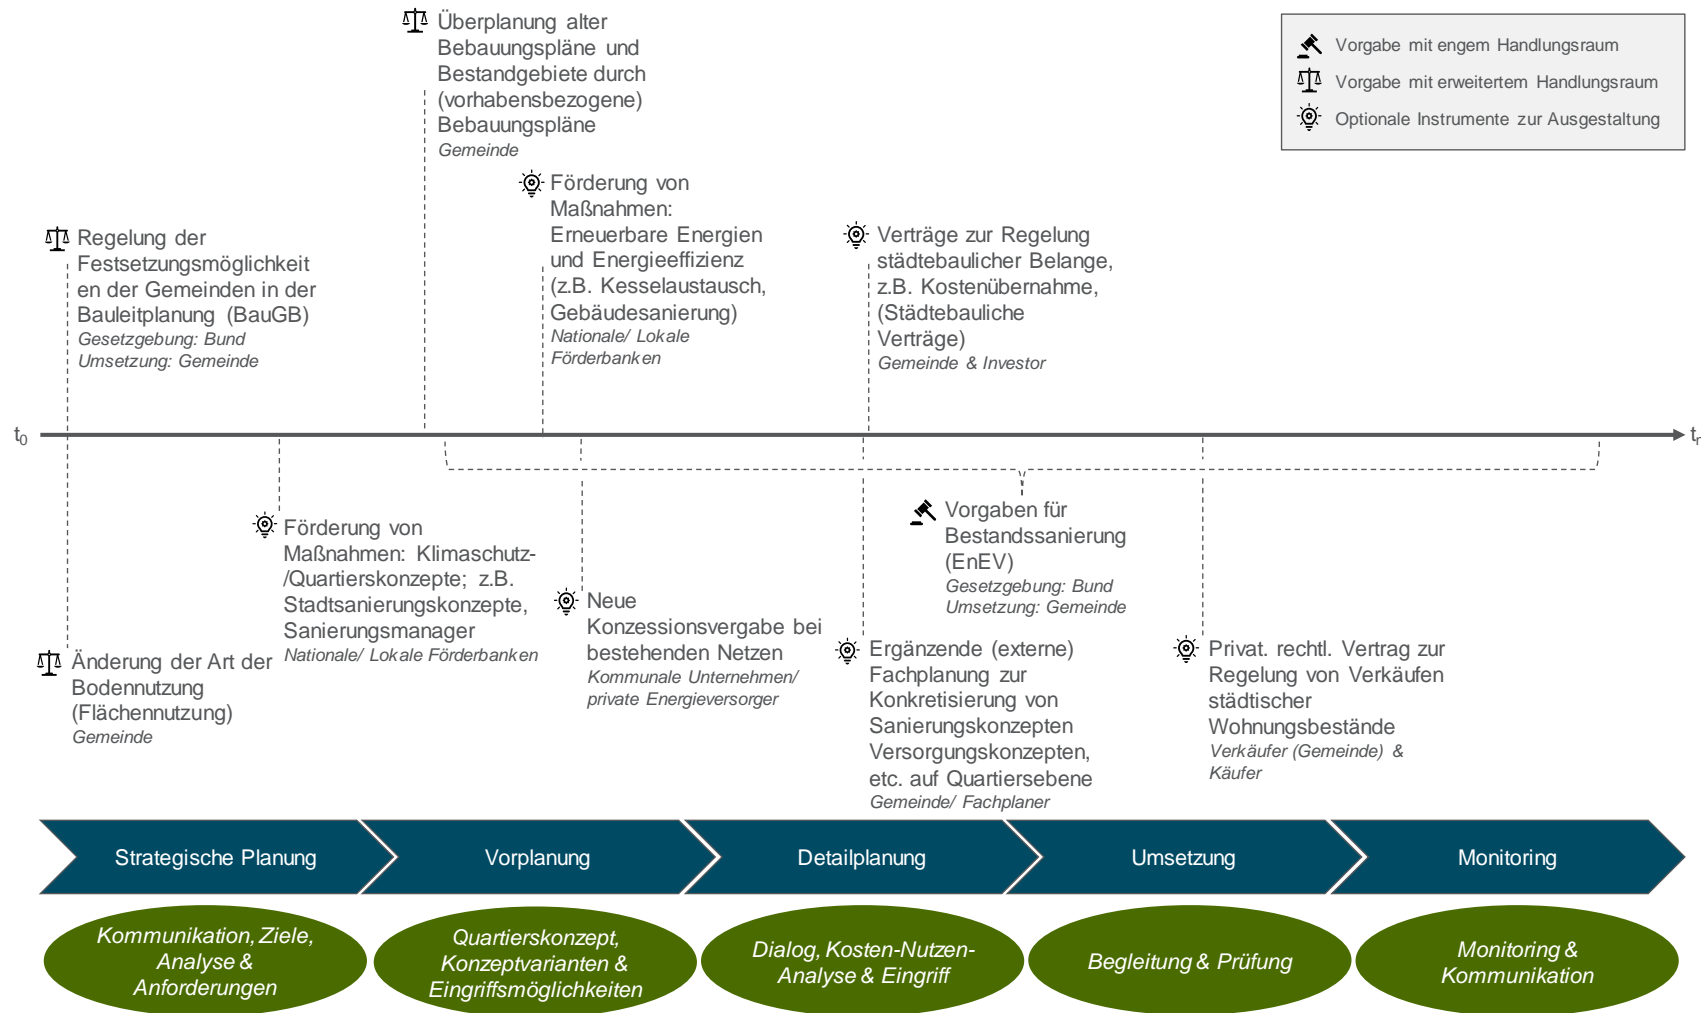 Überplanung alter
Bebauungspläne und
Bestandgebiete durch
(vorhabensbezogene)
Bebauungspläne
Gemeinde
Vorgabe mit engem Handlungsraum
Vorgabe mit erweitertem Handlungsraum
Optionale Instrumente zur Ausgestaltung
Förderung von
Maßnahmen:
Erneuerbare Energien
und Energieeffizienz
(z.B. Kesselaustausch,
Gebäudesanierung)
Nationale/ Lokale
Förderbanken
Regelung der
Festsetzungsmöglichkeit
en der Gemeinden in der
Bauleitplanung (BauGB)
Gesetzgebung: Bund
Umsetzung: Gemeinde
Verträge zur Regelung
städtebaulicher Belange,
z.B. Kostenübernahme,
(Städtebauliche
Verträge)
Gemeinde & Investor
t0
tn
Förderung von
Maßnahmen: Klimaschutz-
/Quartierskonzepte; z.B.
Stadtsanierungskonzepte,
Sanierungsmanager
Nationale/ Lokale Förderbanken
Vorgaben für
Bestandssanierung
(EnEV)
Gesetzgebung: Bund
Umsetzung: Gemeinde
Neue
Konzessionsvergabe bei
bestehenden Netzen
Kommunale Unternehmen/
private Energieversorger
Änderung der Art der
Bodennutzung
(Flächennutzung)
Gemeinde
Ergänzende (externe)
Fachplanung zur
Konkretisierung von
Sanierungskonzepten
Versorgungskonzepten,
etc. auf Quartiersebene
Gemeinde/ Fachplaner
Privat. rechtl. Vertrag zur
Regelung von Verkäufen
städtischer
Wohnungsbestände
Verkäufer (Gemeinde) &
Käufer
Strategische Planung
Vorplanung
Detailplanung
Umsetzung
Monitoring
Kommunikation, Ziele,
Analyse &
Anforderungen
Quartierskonzept,
Konzeptvarianten &
Eingriffsmöglichkeiten
Dialog, Kosten-Nutzen-
Analyse & Eingriff
Begleitung & Prüfung
Monitoring &
Kommunikation